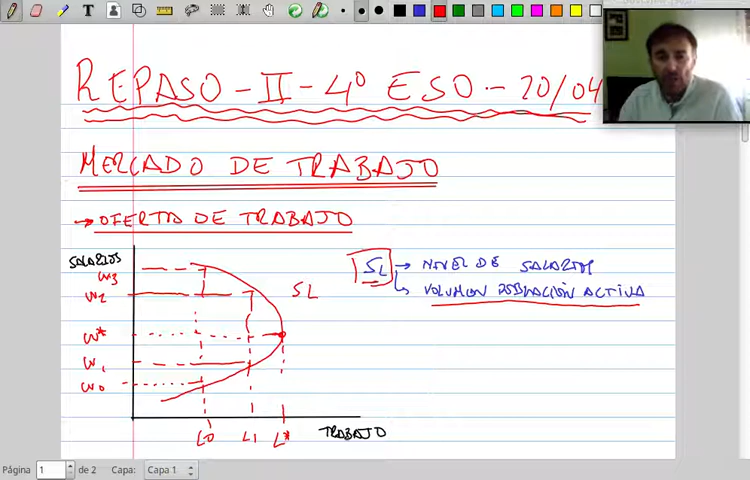 REPASO - II - 4º ESO - 20/04
MERCADO DE TRABAJO
→ OFERTA DE TRABAJO
SALARIOS
W3
W2
W*
W1
W0
SL
L0 L1 L*
TRABAJO
SL → NIVEL DE SALARIOS
↳ VOLUMEN POBLACIÓN ACTIVA
Página 1 de 2 Capa: Capa 1